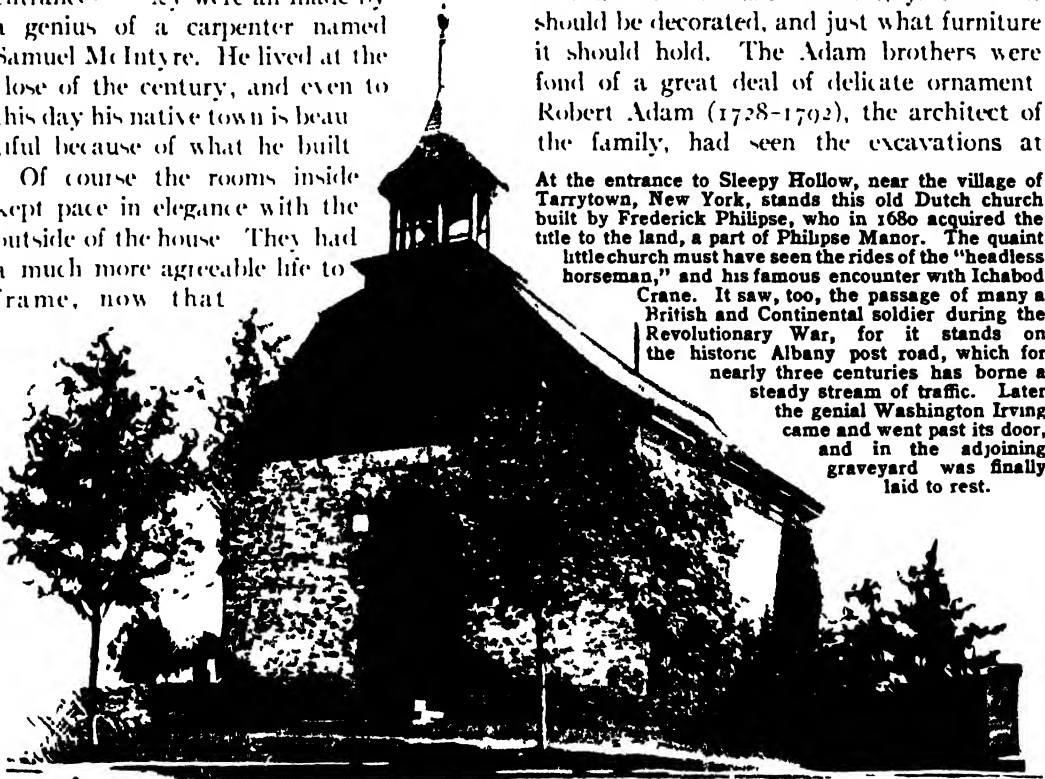 were all made by
a genius of a carpenter named
Samuel McIntyre. He lived at the
lose of the century, and even to
this day his native town is beau
tiful because of what he built
Of course the rooms inside
kept pace in elegance with the
outside of the house They had
a much more agreeable life to
frame, now that
should be decorated, and just what furniture
it should hold. The Adam brothers were
fond of a great deal of delicate ornament
Robert Adam (1728-1792), the architect of
the family, had seen the excavations at
At the entrance to Sleepy Hollow, near the village of
Tarrytown, New York, stands this old Dutch church
built by Frederick Philipse, who in 1680 acquired the
title to the land, a part of Philipse Manor. The quaint
little church must have seen the rides of the "headless
horseman," and his famous encounter with Ichabod
Crane. It saw, too, the passage of many a
British and Continental soldier during the
Revolutionary War, for it stands on
the historic Albany post road, which for
nearly three centuries has borne a
steady stream of traffic. Later
the genial Washington Irving
came and went past its door,
and in the adjoining
graveyard was finally
laid to rest.